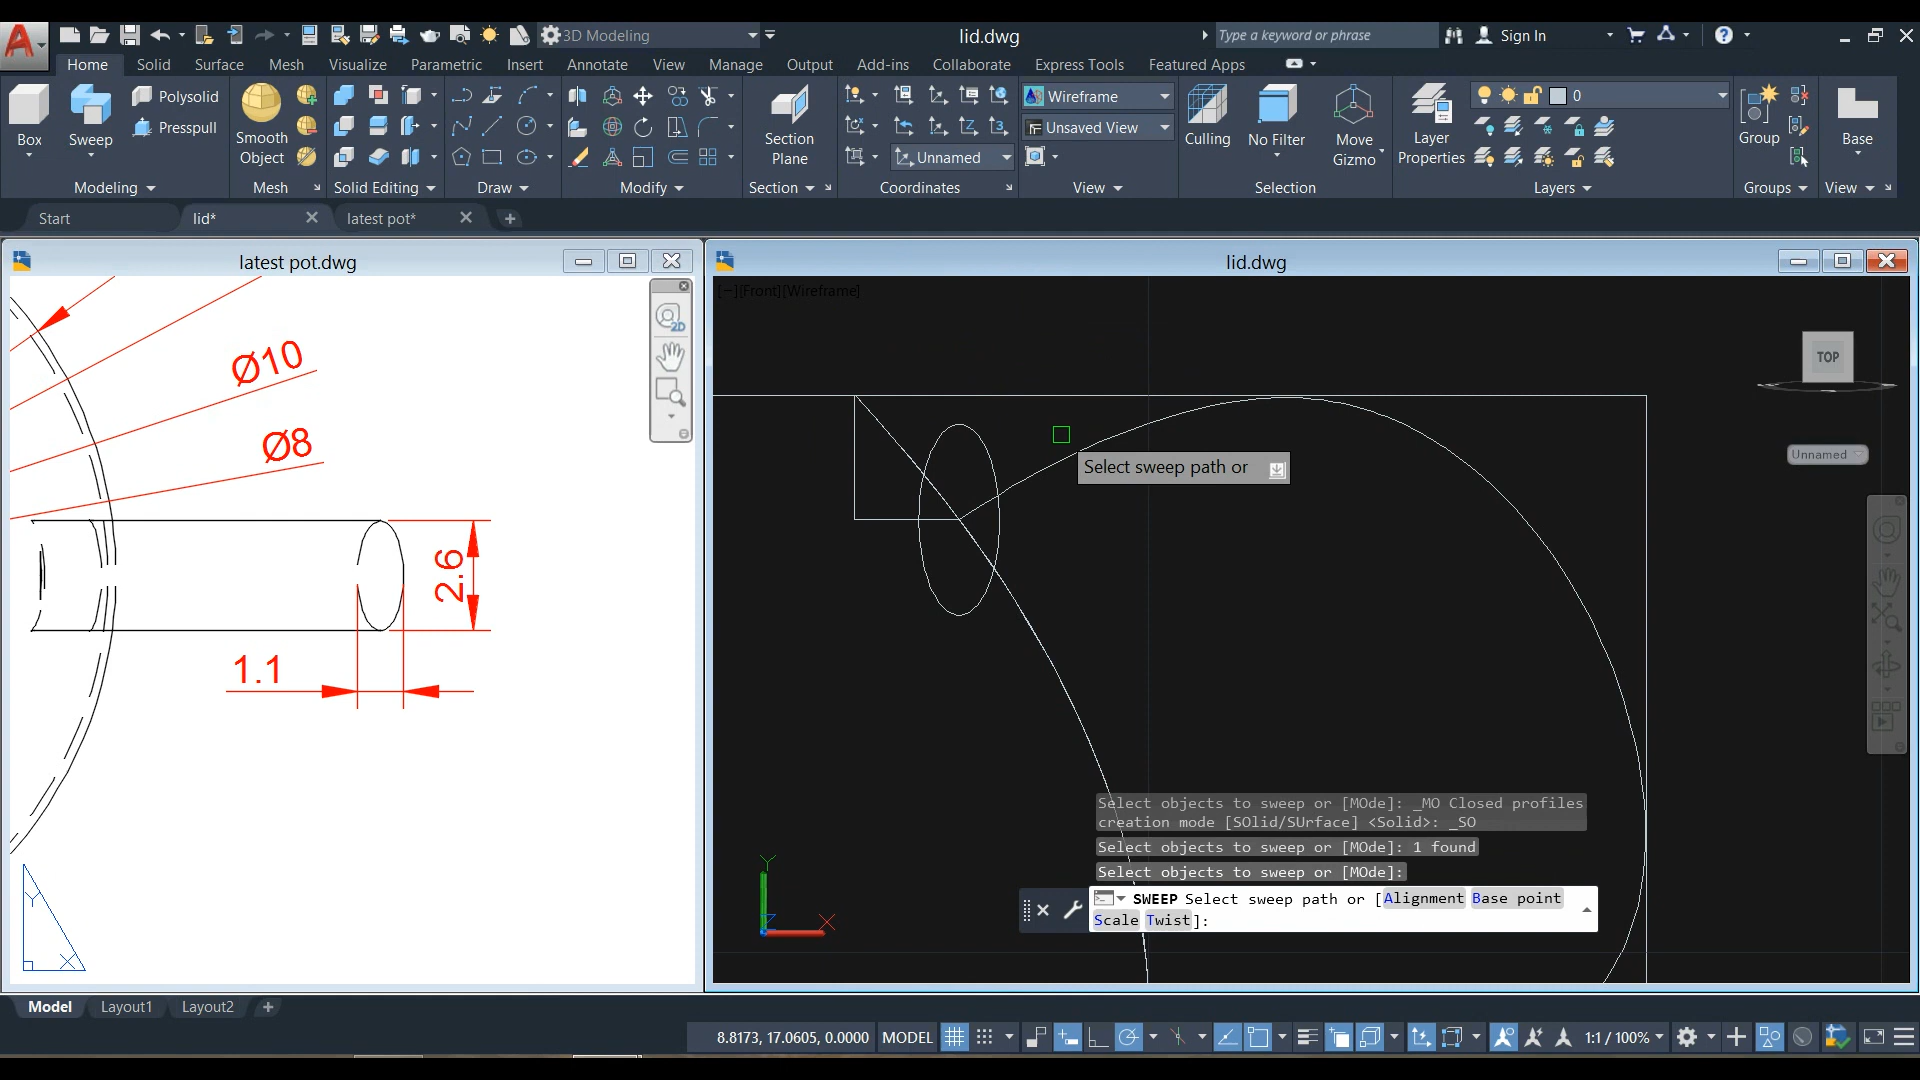 3D Modeling
lid.dwg
Type a keyword or phrase
Sign In
Home Solid Surface Mesh Visualize Parametric Insert Annotate View Manage Output Add-ins Collaborate Express Tools Featured Apps
Box
Sweep
Polysolid
Presspull
Smooth
Object
Section
Plane
Wireframe
Unsaved View
Unnamed
Culling
No Filter
Move
Gizmo
Layer
Properties
0
Group
Base
Modeling
Mesh
Solid Editing
Draw
Modify
Section
Coordinates
View
Selection
Layers
Groups
View
Start
lid*
latest pot*
latest pot.dwg
2D
Ø10
Ø8
2.6
1.1
Y
X
lid.dwg
[−][Front][Wireframe]
TOP
Unnamed
Select sweep path or
Select objects to sweep or [MOde]: _MO Closed profiles
creation mode [SOlid/SUrface] <Solid>: _SO
Select objects to sweep or [MOde]: 1 found
Select objects to sweep or [MOde]:
SWEEP Select sweep path or [Alignment Base point
Scale Twist]:
Y
Z
X
Model
Layout1
Layout2
8.8173, 17.0605, 0.0000
MODEL
1:1 / 100%